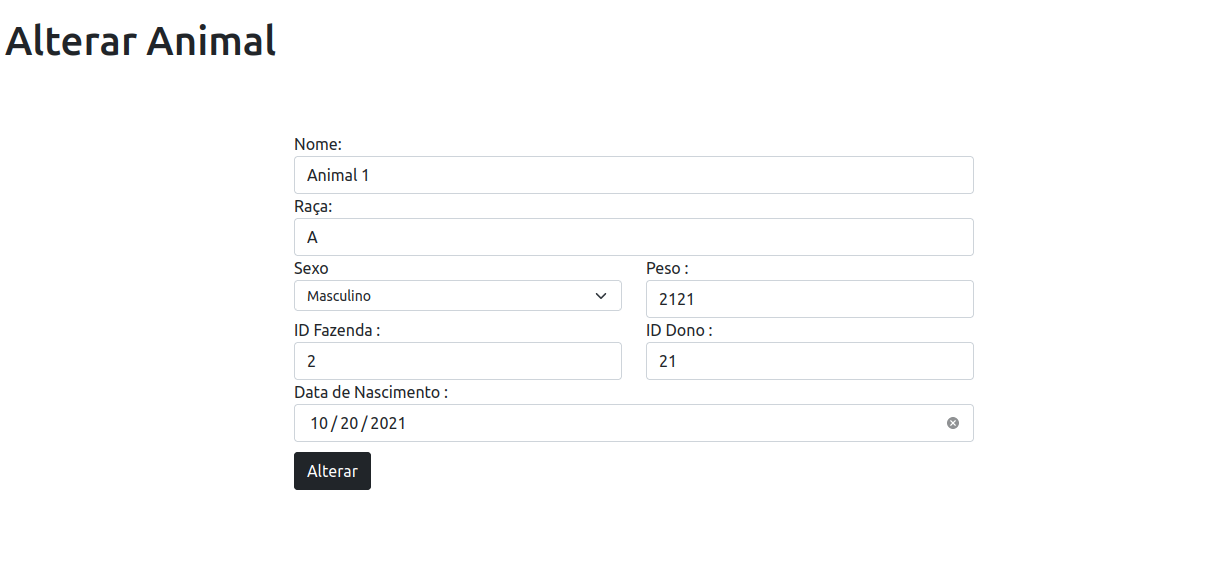 Alterar Animal
Nome:
Animal 1
Raça:
A
Sexo
Masculino
Peso :
2121
ID Fazenda :
2
ID Dono :
21
Data de Nascimento :
10 / 20 / 2021
Alterar